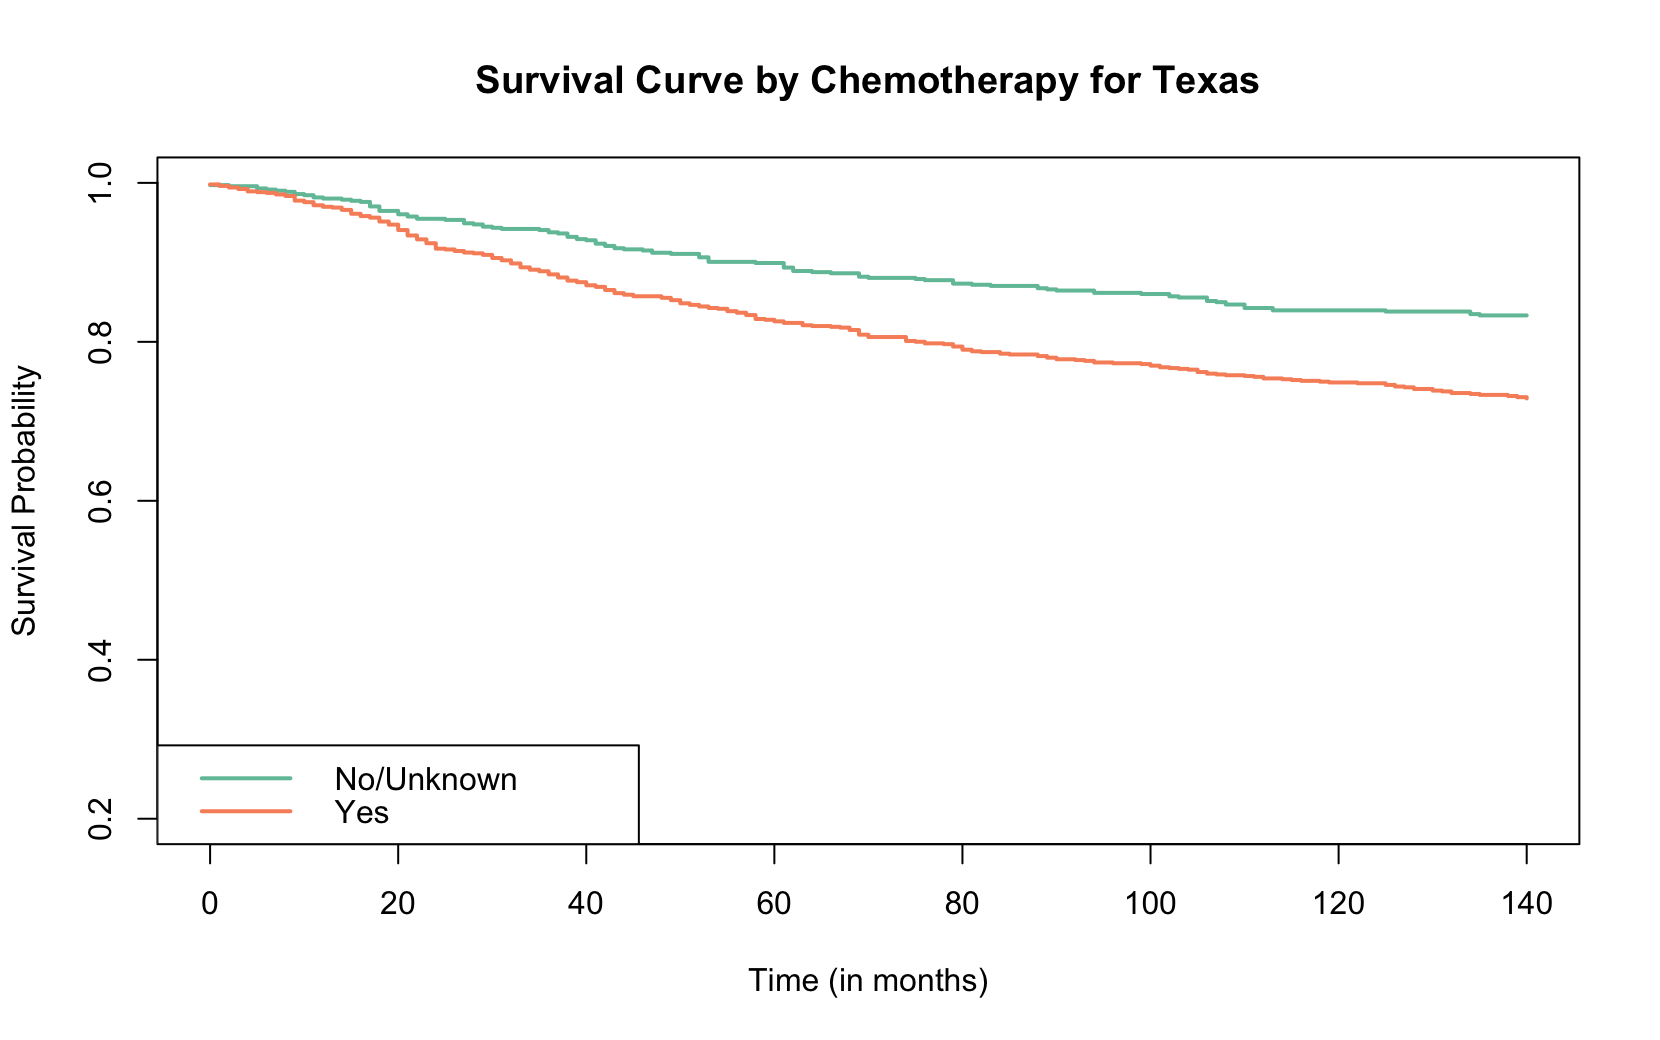 Survival Curve by Chemotherapy for Texas
Survival Probability
1.0
0.8
0.6
0.4
0.2
No/Unknown
Yes
0 20 40 60 80 100 120 140
Time (in months)